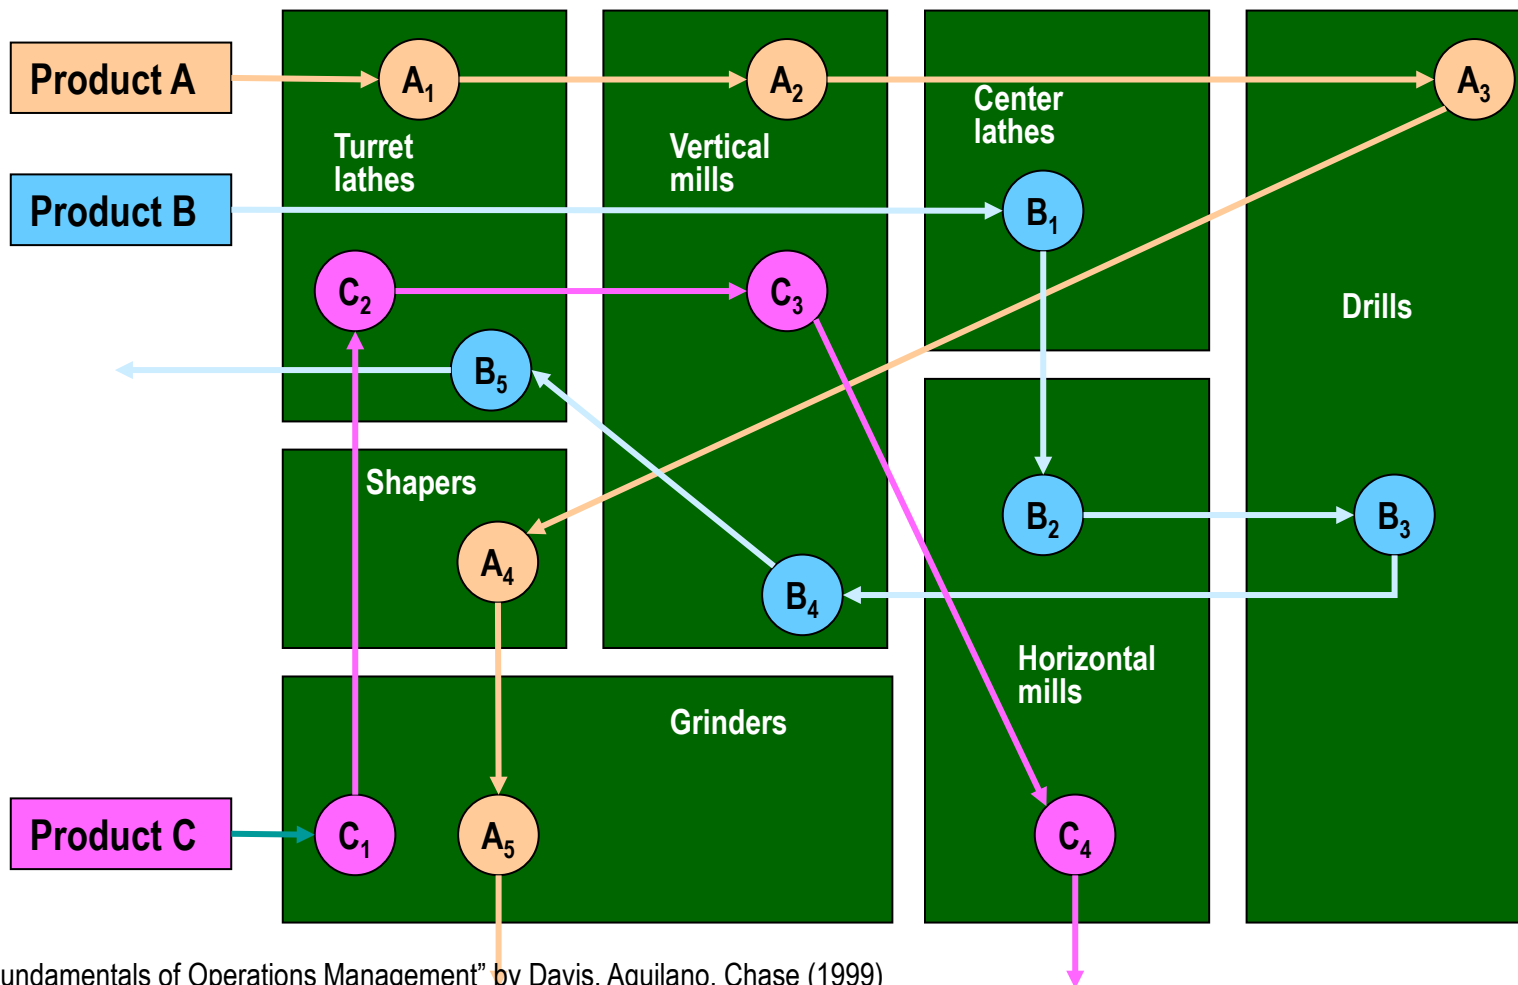 Product A
A1
A2
A3
Center
lathes
Turret
lathes
Vertical
mills
Product B
B1
C2
C3
Drills
B5
Shapers
B2
B3
A4
B4
Horizontal
mills
Grinders
Product C
C1
A5
C4
undamentals of Operations Management” by Davis, Aquilano, Chase (1999)